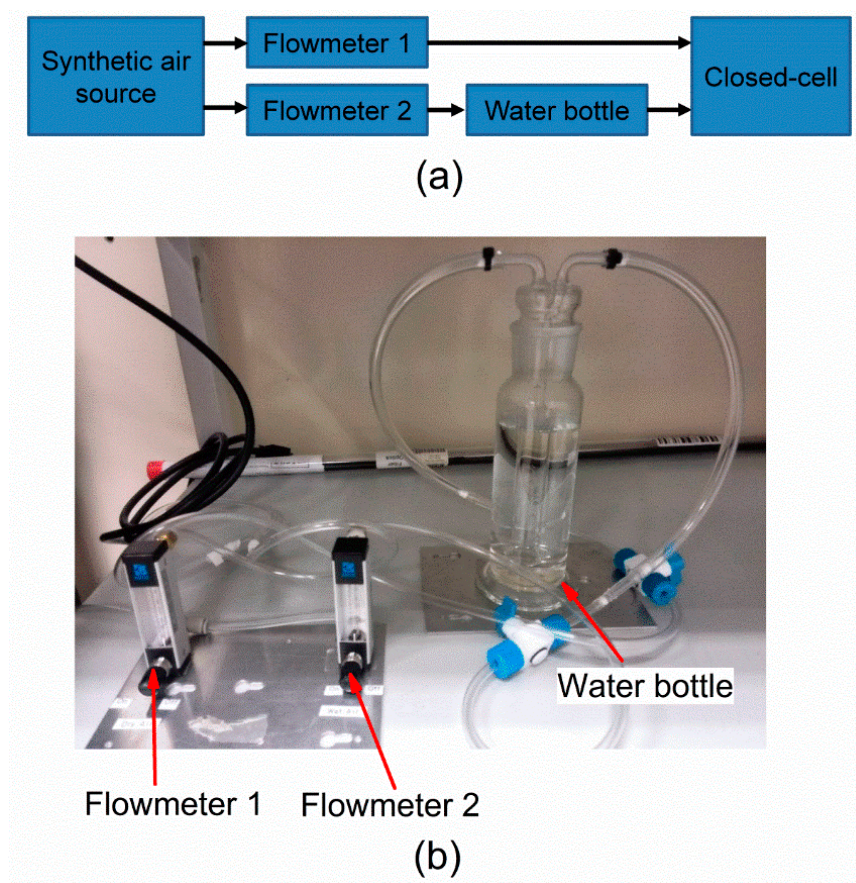 Synthetic air
source
Flowmeter 1
Flowmeter 2
Water bottle
Closed-cell
(a)
Water bottle
Flowmeter 1
Flowmeter 2
(b)